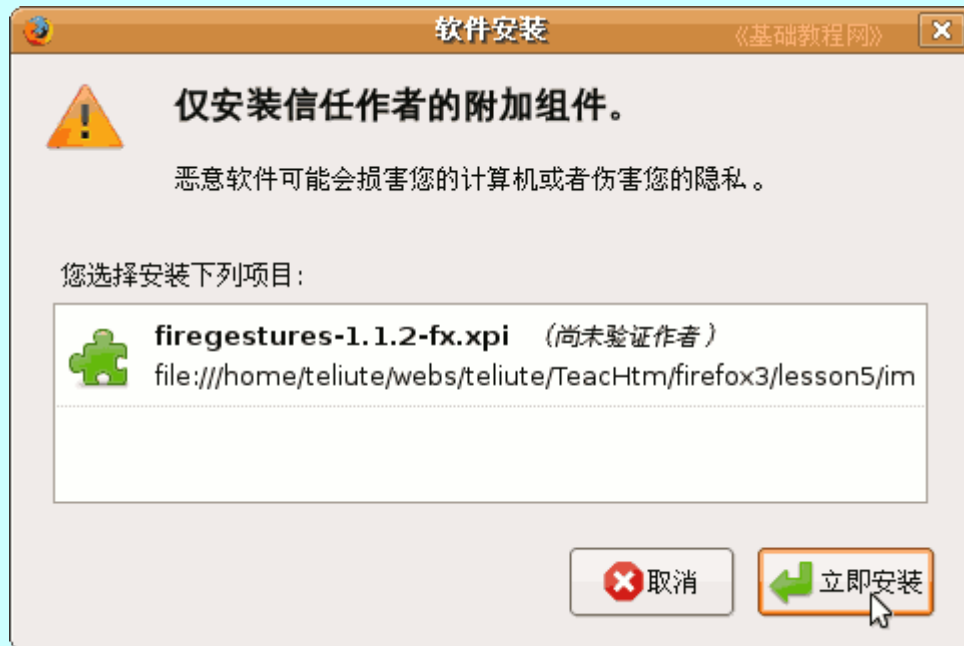 软件安装
《基础教程网》
仅安装信任作者的附加组件。
恶意软件可能会损害您的计算机或者伤害您的隐私。
您选择安装下列项目:
firegestures-1.1.2-fx.xpi （尚未验证作者）
file:///home/teliute/webs/teliute/TeacHtm/firefox3/lesson5/im
取消
立即安装